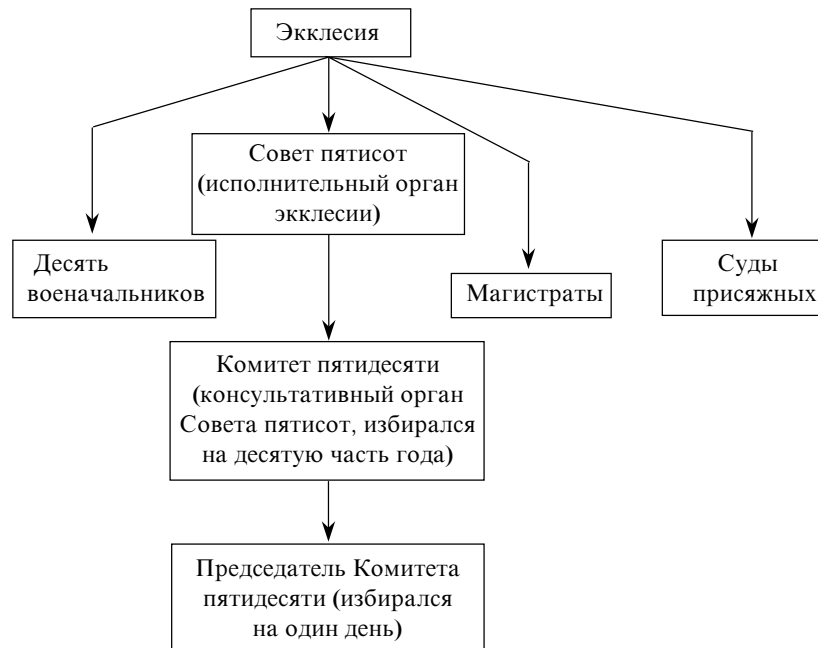 Экклесия
Совет пятисот
(исполнительный орган
экклесии)
Десять
военачальников
Магистраты
Суды
присяжных
Комитет пятидесяти
(консультативный орган
Совета пятисот, избирался
на десятую часть года)
Председатель Комитета
пятидесяти (избирался
на один день)